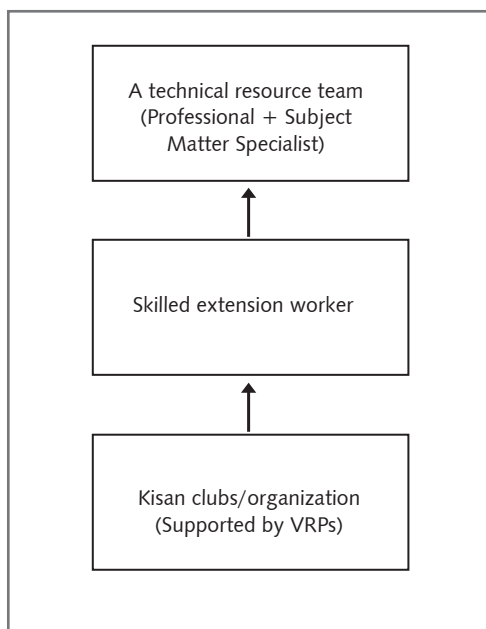 A technical resource team
(Professional + Subject
Matter Specialist)
Skilled extension worker
Kisan clubs/organization
(Supported by VRPs)